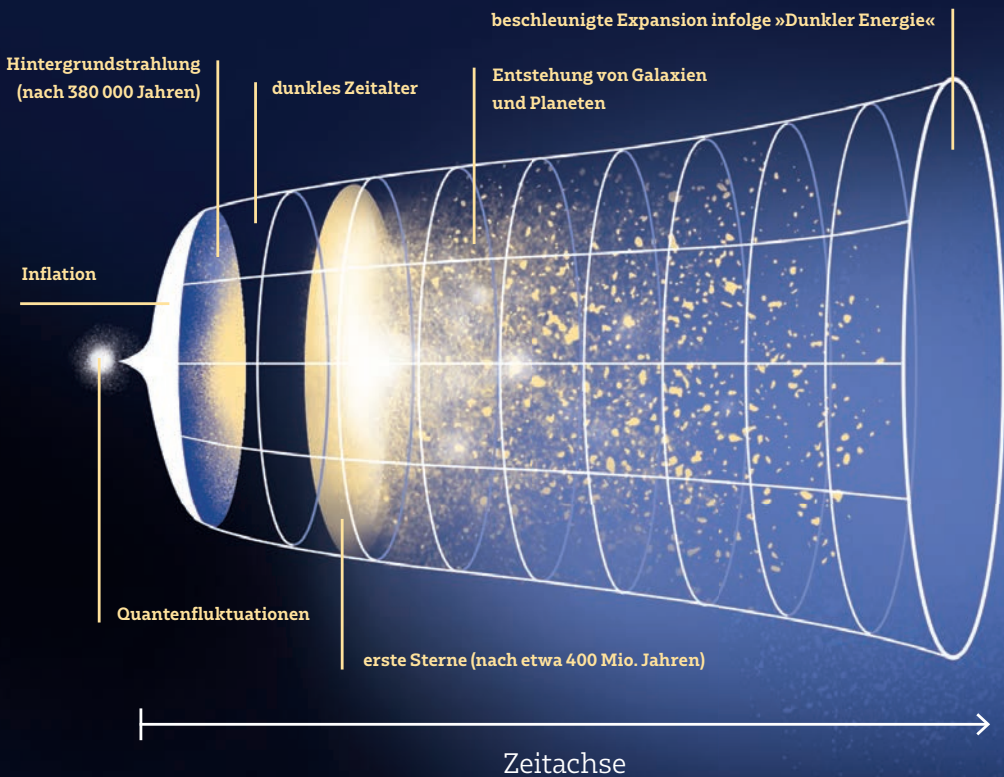 beschleunigte Expansion infolge »Dunkler Energie«
Hintergrundstrahlung
(nach 380 000 Jahren)
dunkles Zeitalter
Entstehung von Galaxien
und Planeten
Inflation
Quantenfluktuationen
erste Sterne (nach etwa 400 Mio. Jahren)
Zeitachse